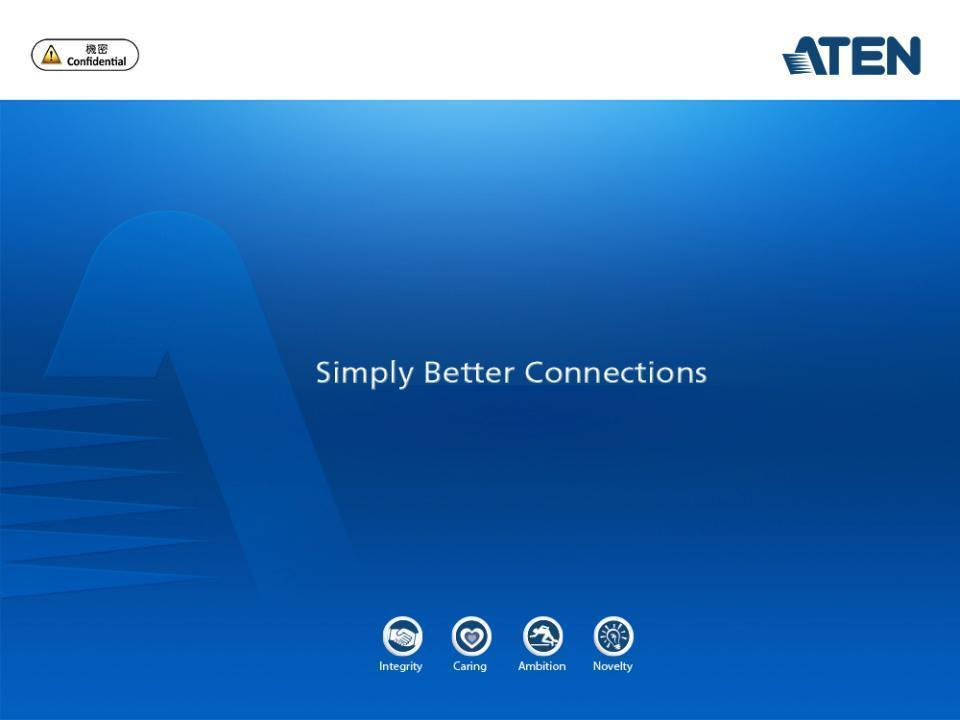 機密
Confidential
ATEN
Simply Better Connections
Integrity
Caring
Ambition
Novelty